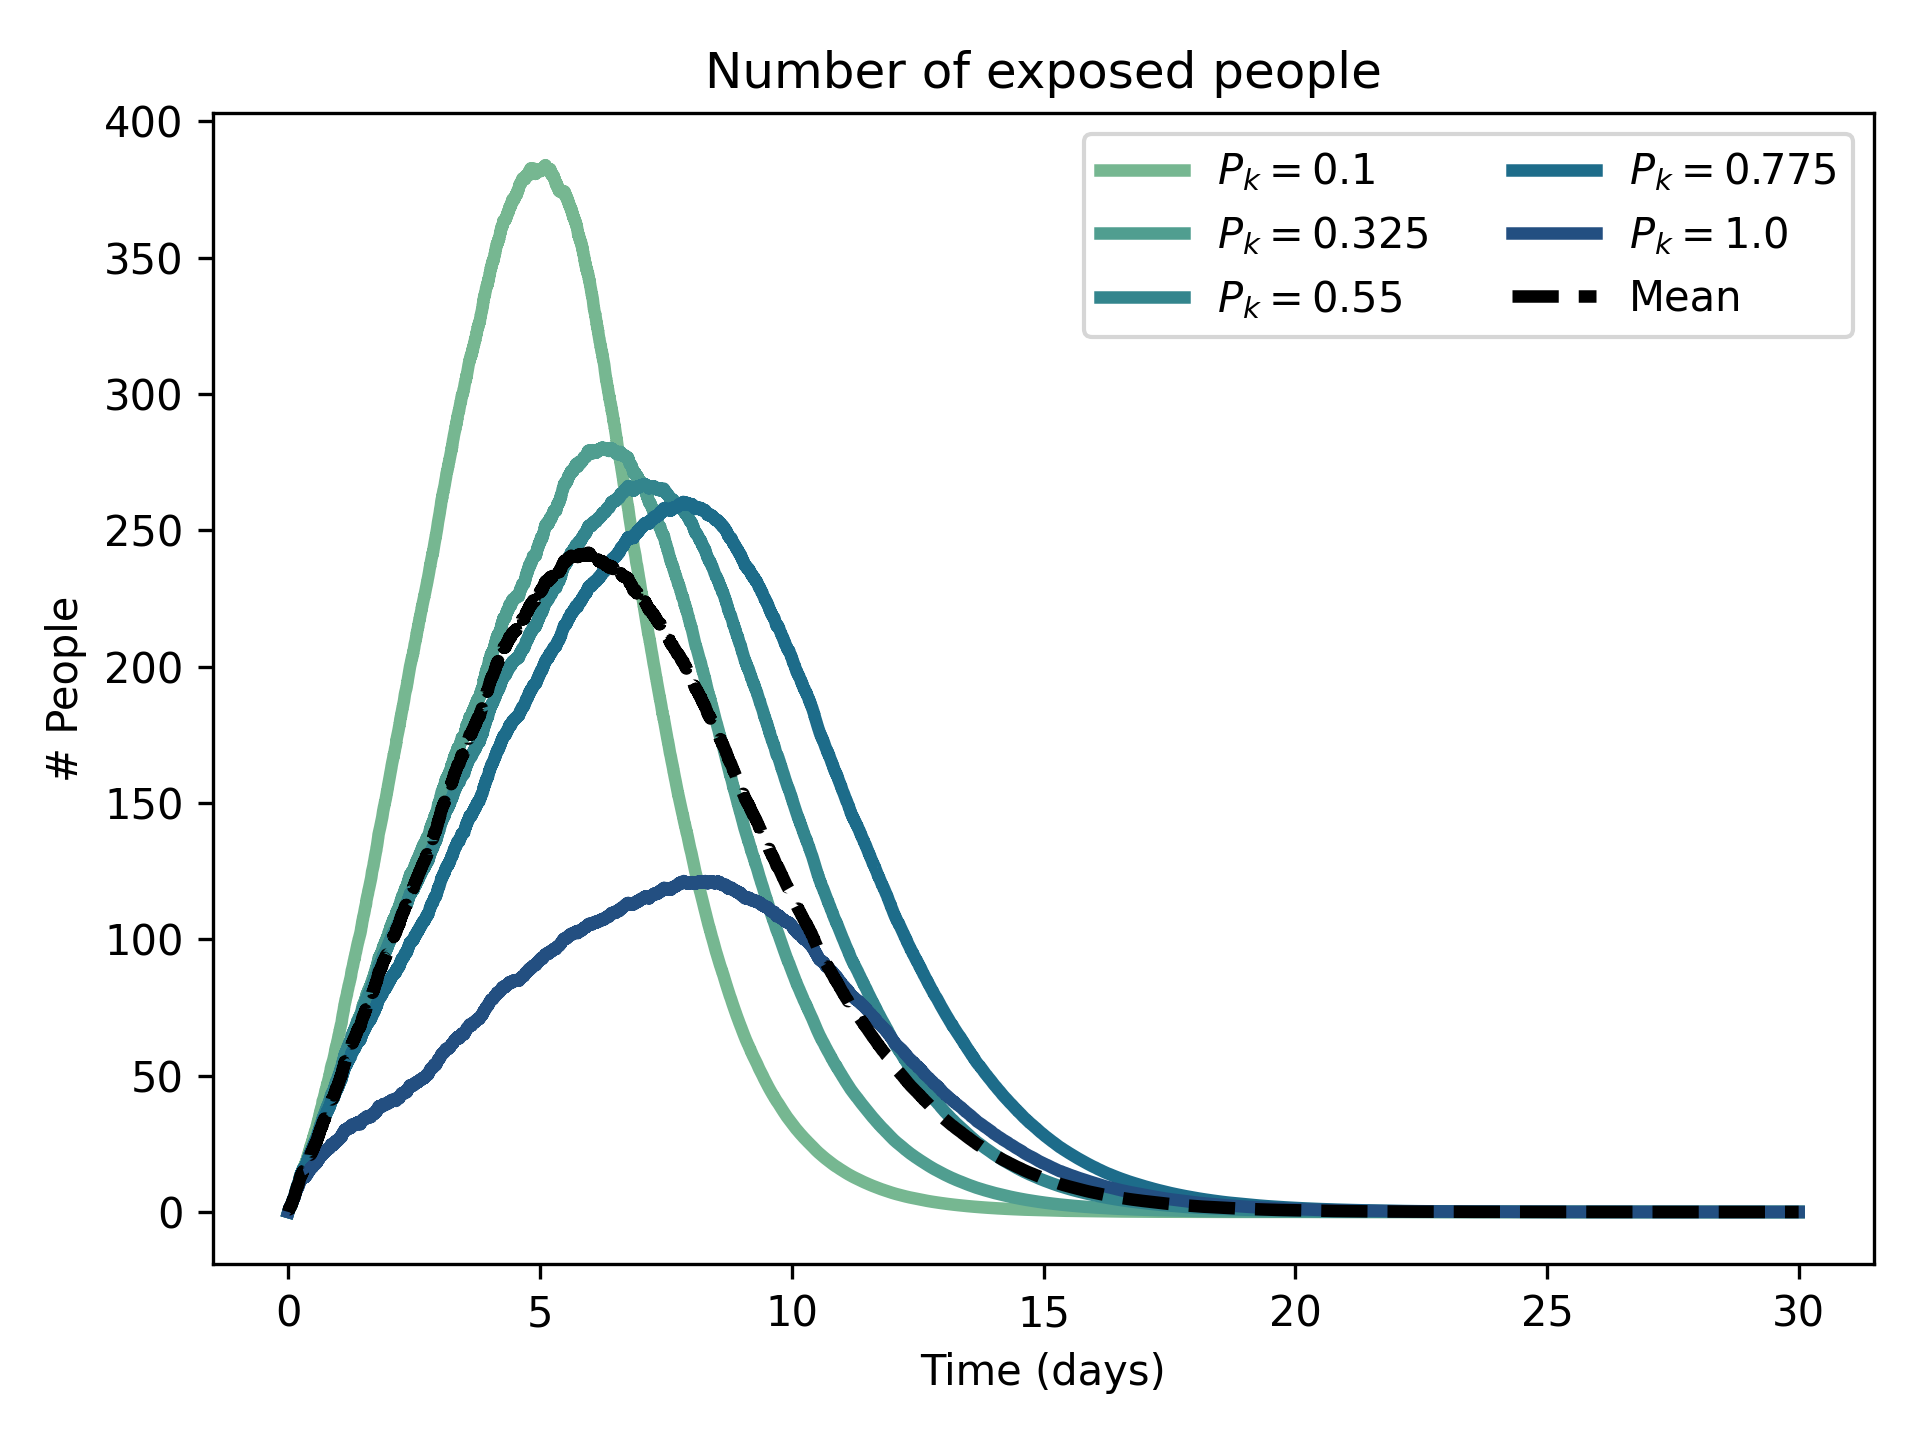 Number of exposed people
400
350
300
250
200
150
100
50
0
# People
P_k = 0.1
P_k = 0.325
P_k = 0.55
P_k = 0.775
P_k = 1.0
Mean
0 5 10 15 20 25 30
Time (days)